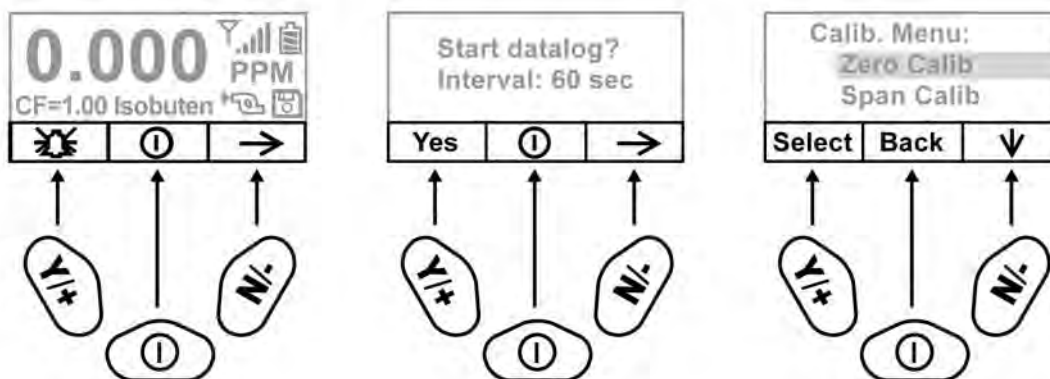 0.000
PPM
CF=1.00 Isobuten
Y/+
N/-
Start datalog?
Interval: 60 sec
Yes
Y/+
N/-
Calib. Menu:
Zero Calib
Span Calib
Select Back
Y/+
N/-